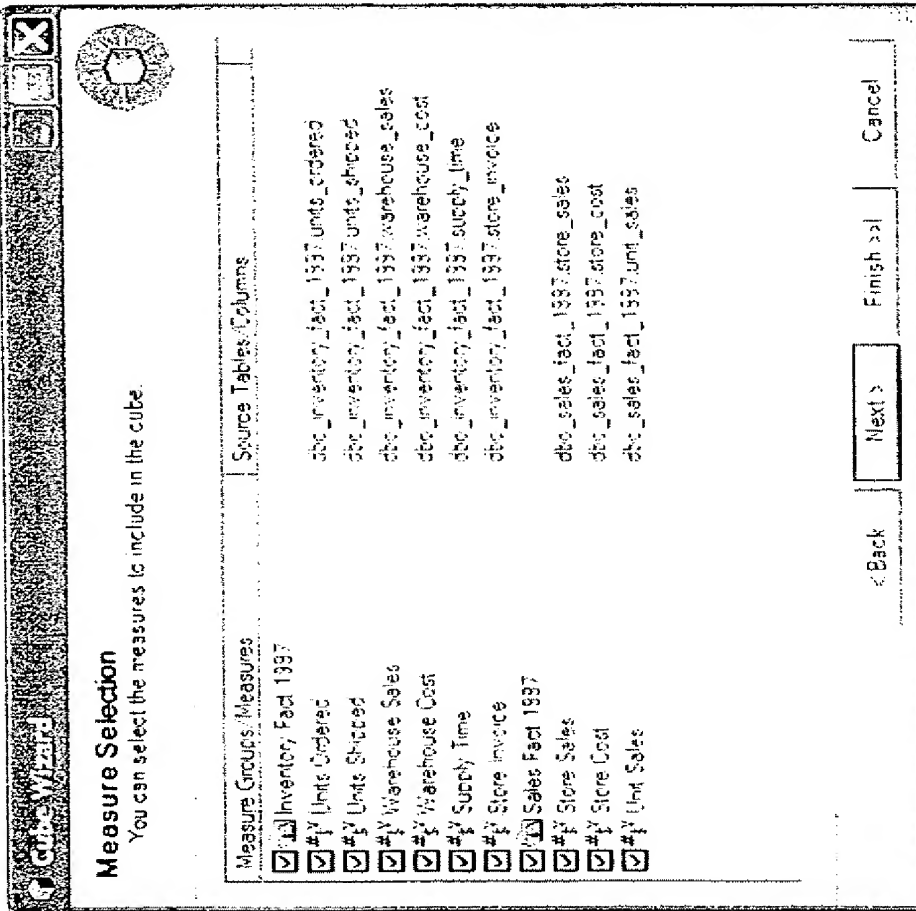 Cube Wizard
Measure Selection
You can select the measures to include in the cube.
Measure Groups/Measures Source Tables/Columns
Inventory Fact 1997
Units Ordered dbo_inventory_fact_1997.units_ordered
Units Shipped dbo_inventory_fact_1997.units_shipped
Warehouse Sales dbo_inventory_fact_1997.warehouse_sales
Warehouse Cost dbo_inventory_fact_1997.warehouse_cost
Supply Time dbo_inventory_fact_1997.supply_time
Store Invoice dbo_inventory_fact_1997.store_invoice
Sales Fact 1997
Store Sales dbo_sales_fact_1997.store_sales
Store Cost dbo_sales_fact_1997.store_cost
Unit Sales dbo_sales_fact_1997.unit_sales
< Back Next > Finish >>| Cancel